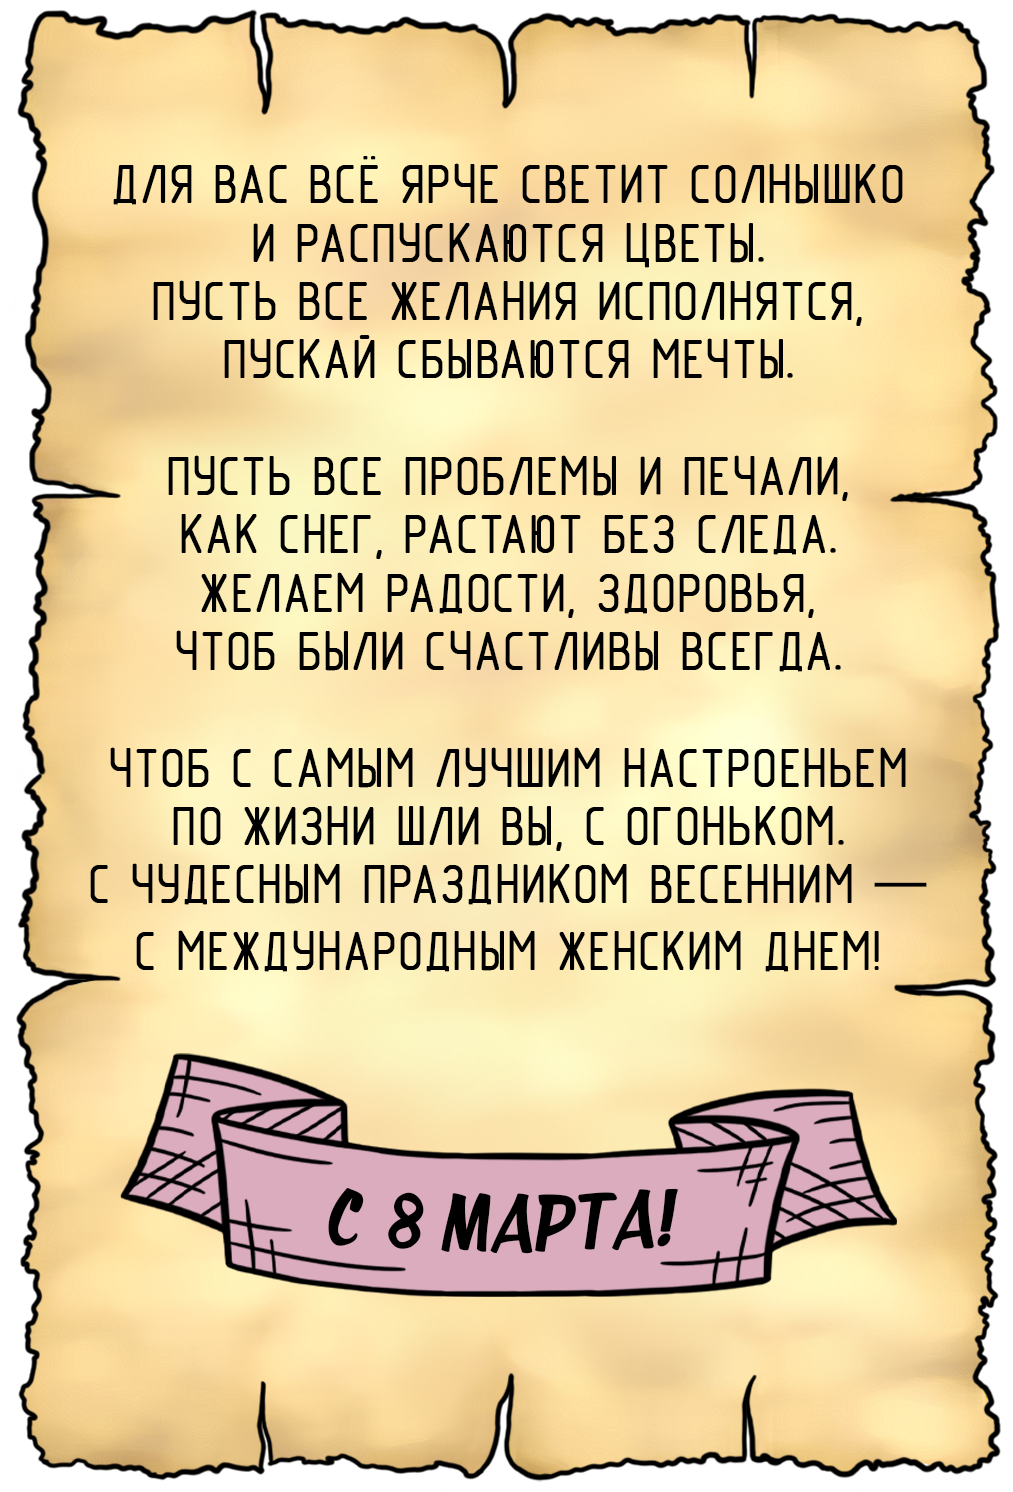 ДЛЯ ВАС ВСЁ ЯРЧЕ СВЕТИТ СОЛНЫШКО
И РАСПУСКАЮТСЯ ЦВЕТЫ.
ПУСТЬ ВСЕ ЖЕЛАНИЯ ИСПОЛНЯТСЯ,
ПУСКАЙ СБЫВАЮТСЯ МЕЧТЫ.
ПУСТЬ ВСЕ ПРОБЛЕМЫ И ПЕЧАЛИ,
КАК СНЕГ, РАСТАЮТ БЕЗ СЛЕДА.
ЖЕЛАЕМ РАДОСТИ, ЗДОРОВЬЯ,
ЧТОБ БЫЛИ СЧАСТЛИВЫ ВСЕГДА.
ЧТОБ С САМЫМ ЛУЧШИМ НАСТРОЕНЬЕМ
ПО ЖИЗНИ ШЛИ ВЫ, С ОГОНЬКОМ.
С ЧУДЕСНЫМ ПРАЗДНИКОМ ВЕСЕННИМ —
С МЕЖДУНАРОДНЫМ ЖЕНСКИМ ДНЕМ!
С 8 МАРТА!